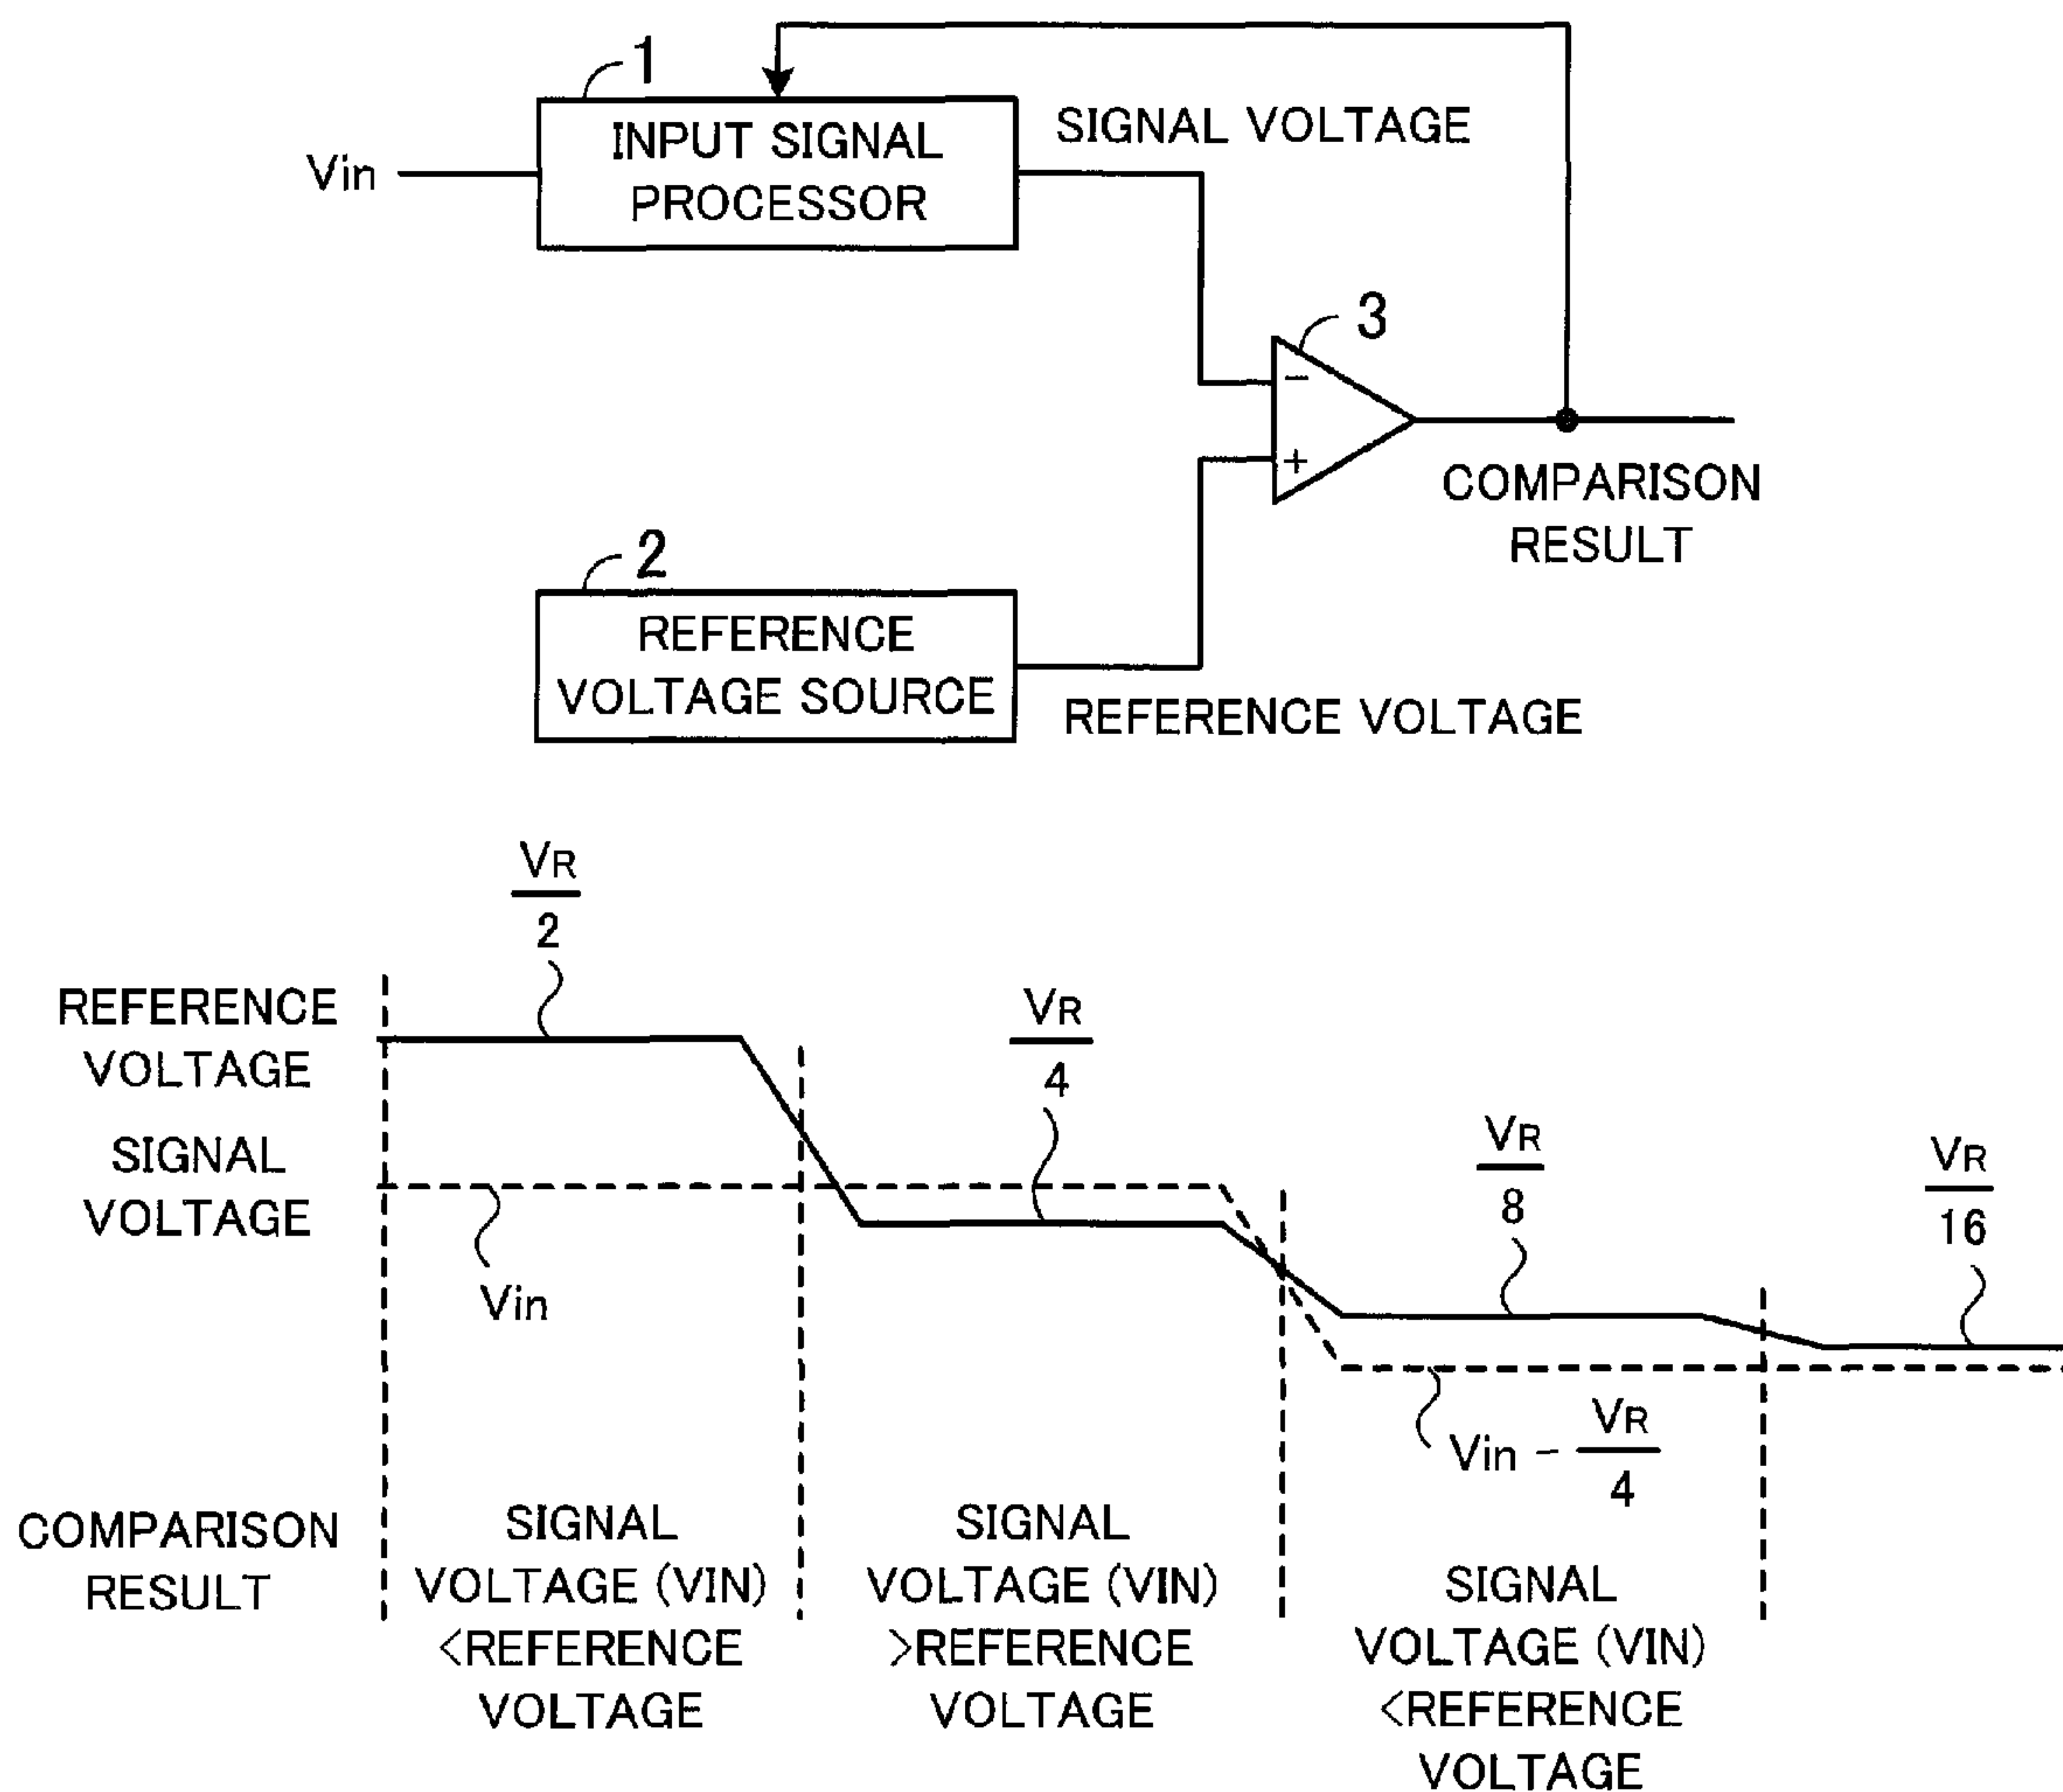 1
INPUT SIGNAL
PROCESSOR
Vin
SIGNAL VOLTAGE
3
−
+
COMPARISON
RESULT
2
REFERENCE
VOLTAGE SOURCE
REFERENCE VOLTAGE
VR
2
REFERENCE
VOLTAGE
VR
4
SIGNAL
VOLTAGE
VR
8
VR
16
Vin
Vin − VR
4
COMPARISON
RESULT
SIGNAL
VOLTAGE (VIN)
<REFERENCE
VOLTAGE
SIGNAL
VOLTAGE (VIN)
>REFERENCE
VOLTAGE
SIGNAL
VOLTAGE (VIN)
<REFERENCE
VOLTAGE